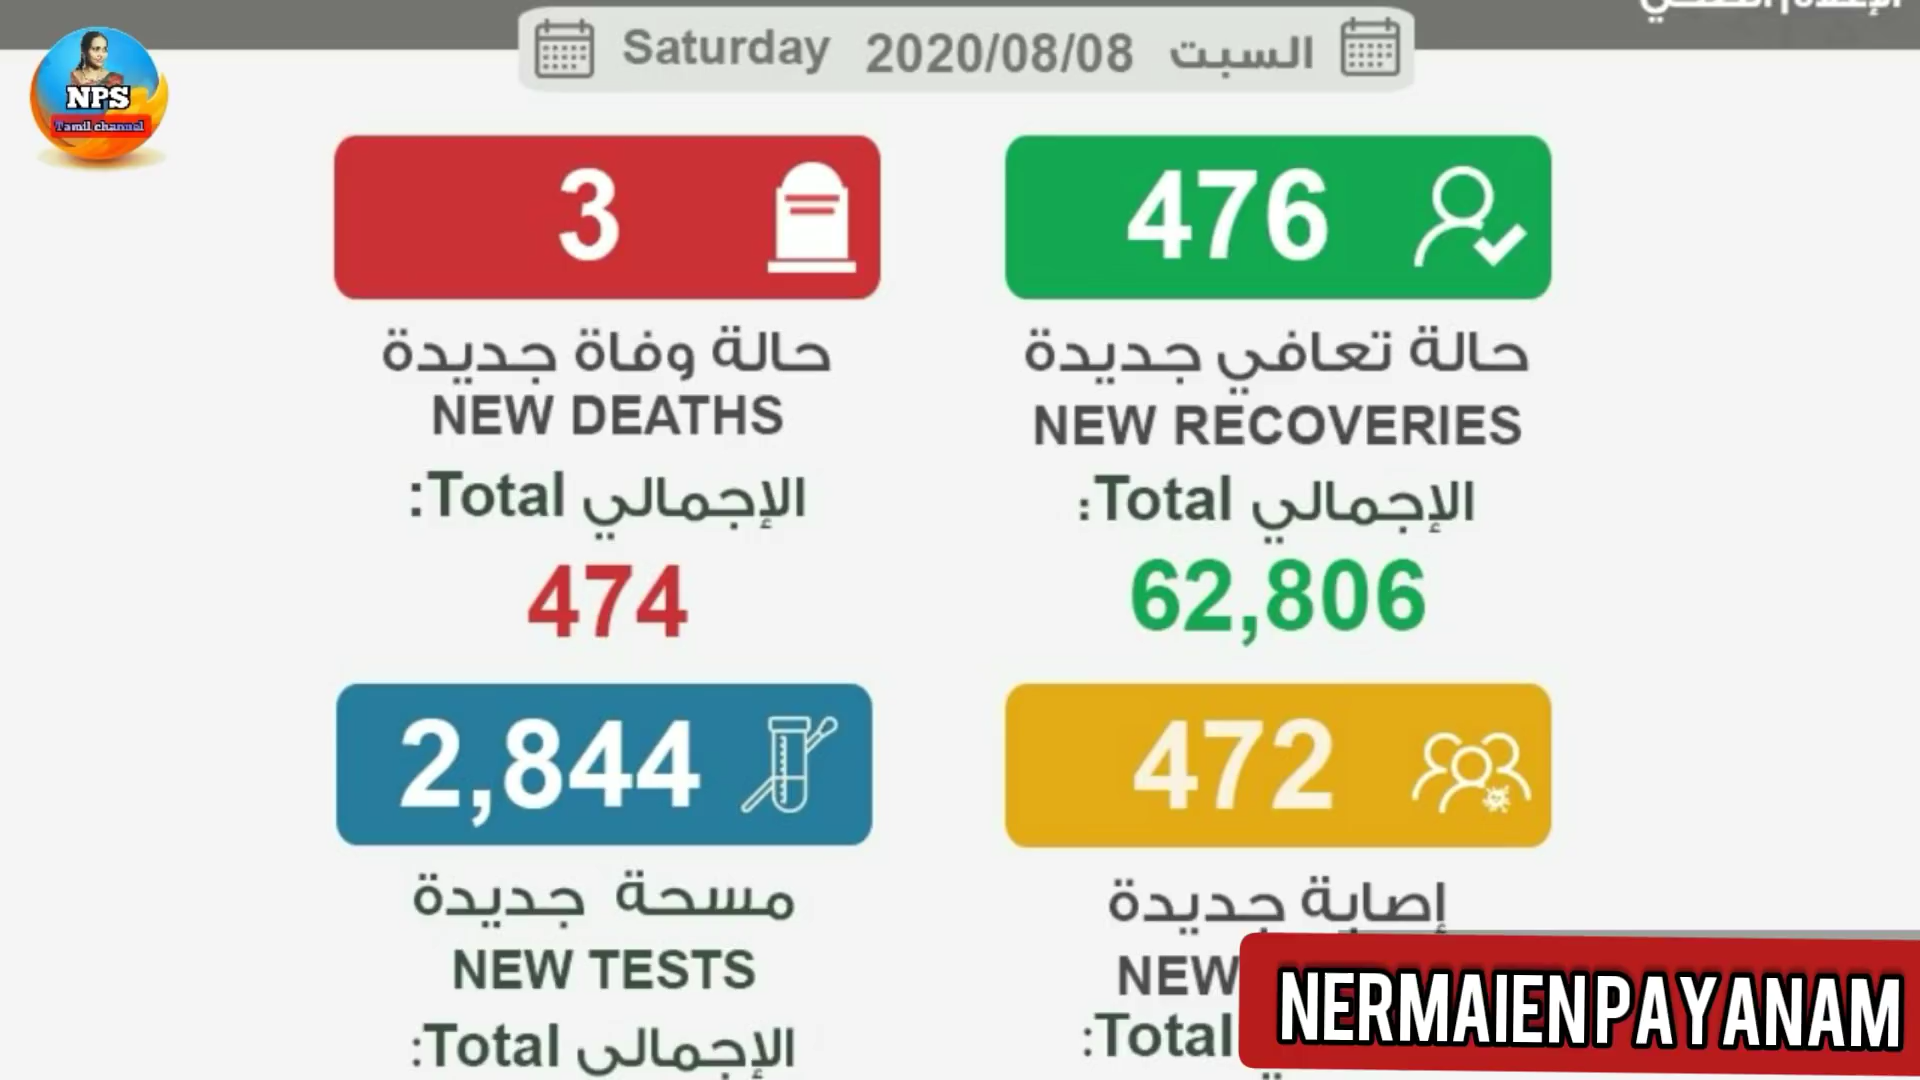 Saturday 2020/08/08 السبت
NPS
Tamil channel
3
حالة وفاة جديدة
NEW DEATHS
الإجمالي Total:
474
476
حالة تعافي جديدة
NEW RECOVERIES
الإجمالي Total:
62,806
2,844
مسحة جديدة
NEW TESTS
الإجمالي Total:
472
إصابة جديدة
NEW
Total:
NERMAIEN PAYANAM